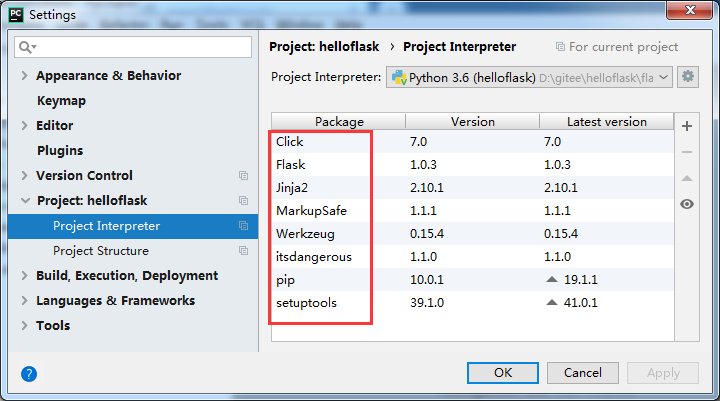 PC Settings
Project: helloflask › Project Interpreter For current project
Appearance & Behavior
Keymap
Editor
Plugins
Version Control
Project: helloflask
Project Interpreter
Project Structure
Build, Execution, Deployment
Languages & Frameworks
Tools
Project Interpreter: Python 3.6 (helloflask) D:\gitee\helloflask\fla
Package Version Latest version
Click 7.0 7.0
Flask 1.0.3 1.0.3
Jinja2 2.10.1 2.10.1
MarkupSafe 1.1.1 1.1.1
Werkzeug 0.15.4 0.15.4
itsdangerous 1.1.0 1.1.0
pip 10.0.1 19.1.1
setuptools 39.1.0 41.0.1
? OK Cancel Apply